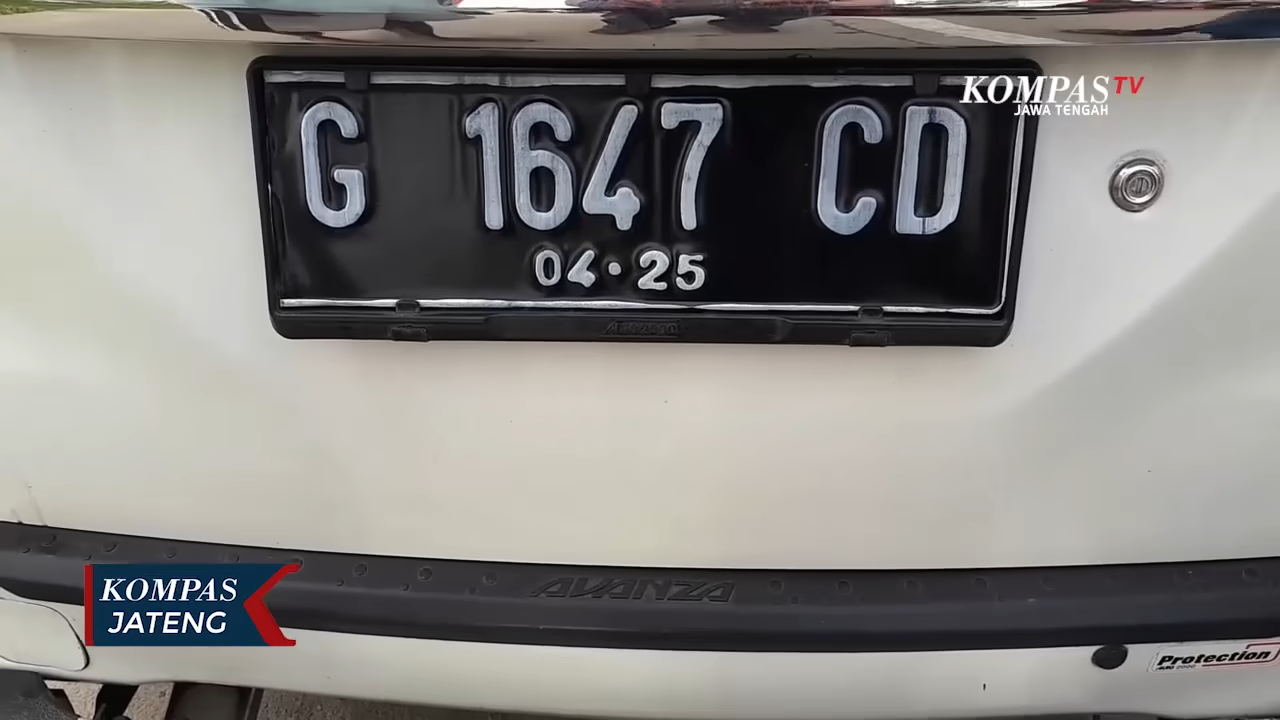 G 1647 CD
04·25
KOMPAS TV
JAWA TENGAH
AVANZA
KOMPAS
JATENG
Protection